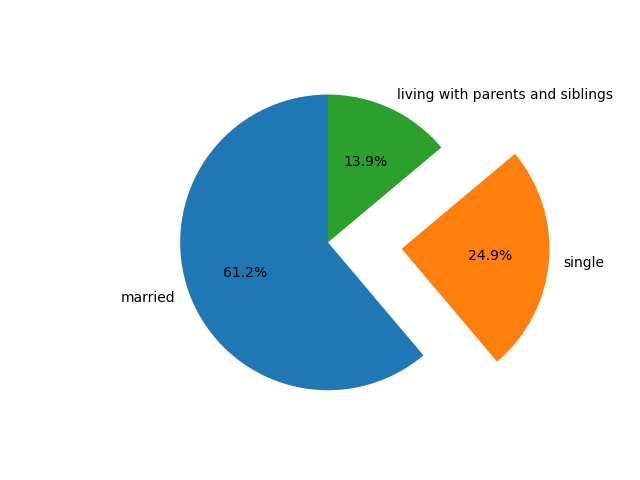 living with parents and siblings
13.9%
24.9%
single
61.2%
married